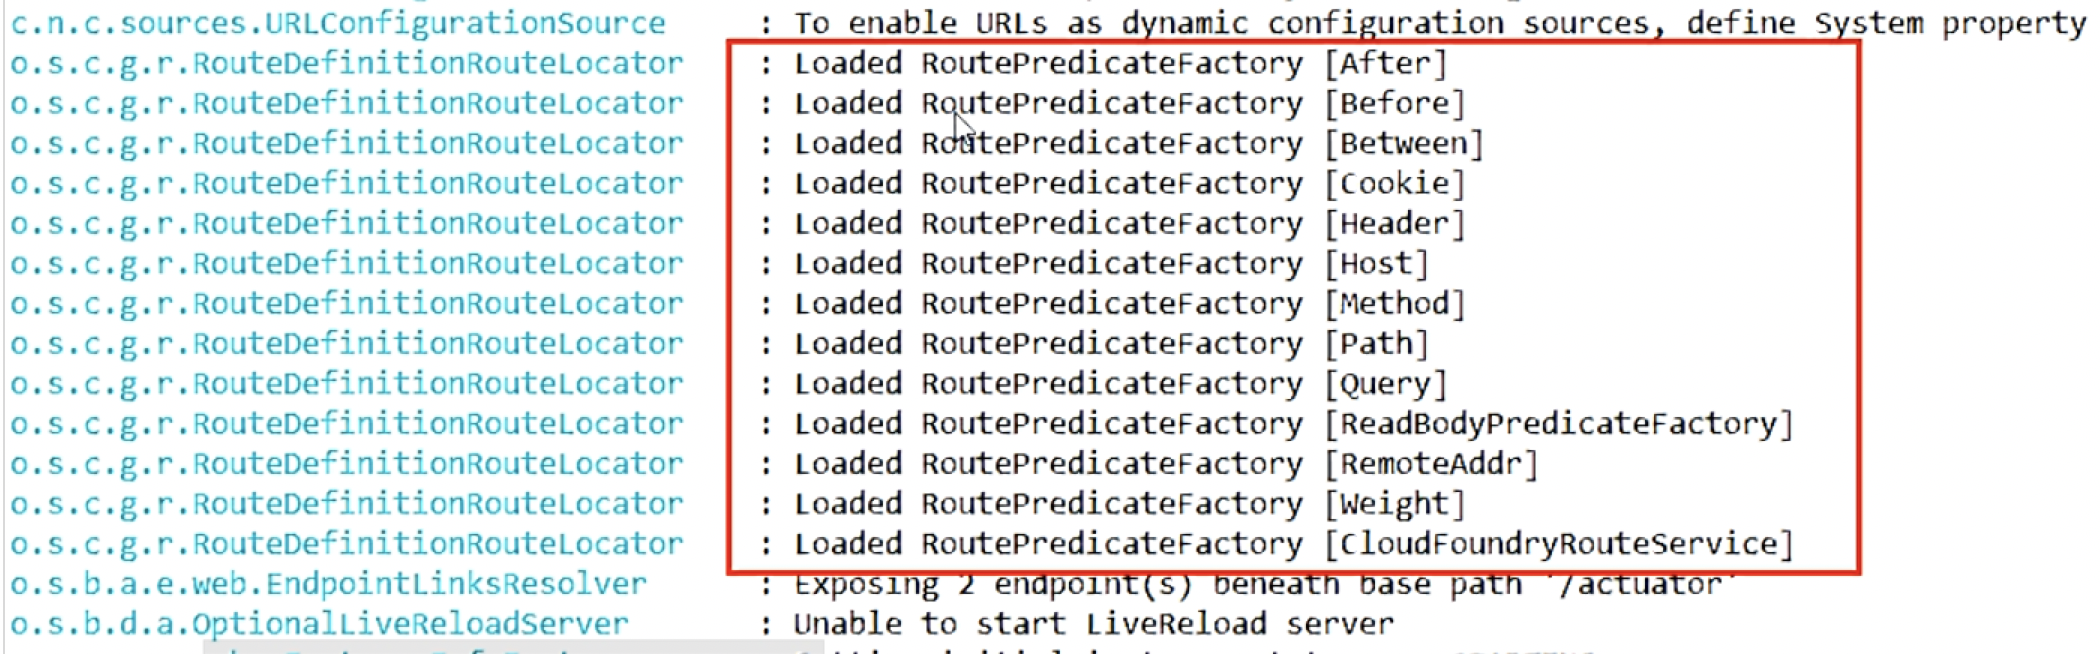 c.n.c.sources.URLConfigurationSource : To enable URLs as dynamic configuration sources, define System property
o.s.c.g.r.RouteDefinitionRouteLocator : Loaded RoutePredicateFactory [After]
o.s.c.g.r.RouteDefinitionRouteLocator : Loaded RoutePredicateFactory [Before]
o.s.c.g.r.RouteDefinitionRouteLocator : Loaded RoutePredicateFactory [Between]
o.s.c.g.r.RouteDefinitionRouteLocator : Loaded RoutePredicateFactory [Cookie]
o.s.c.g.r.RouteDefinitionRouteLocator : Loaded RoutePredicateFactory [Header]
o.s.c.g.r.RouteDefinitionRouteLocator : Loaded RoutePredicateFactory [Host]
o.s.c.g.r.RouteDefinitionRouteLocator : Loaded RoutePredicateFactory [Method]
o.s.c.g.r.RouteDefinitionRouteLocator : Loaded RoutePredicateFactory [Path]
o.s.c.g.r.RouteDefinitionRouteLocator : Loaded RoutePredicateFactory [Query]
o.s.c.g.r.RouteDefinitionRouteLocator : Loaded RoutePredicateFactory [ReadBodyPredicateFactory]
o.s.c.g.r.RouteDefinitionRouteLocator : Loaded RoutePredicateFactory [RemoteAddr]
o.s.c.g.r.RouteDefinitionRouteLocator : Loaded RoutePredicateFactory [Weight]
o.s.c.g.r.RouteDefinitionRouteLocator : Loaded RoutePredicateFactory [CloudFoundryRouteService]
o.s.b.a.e.web.EndpointLinksResolver : Exposing 2 endpoint(s) beneath base path '/actuator'
o.s.b.d.a.OptionalLiveReloadServer : Unable to start LiveReload server